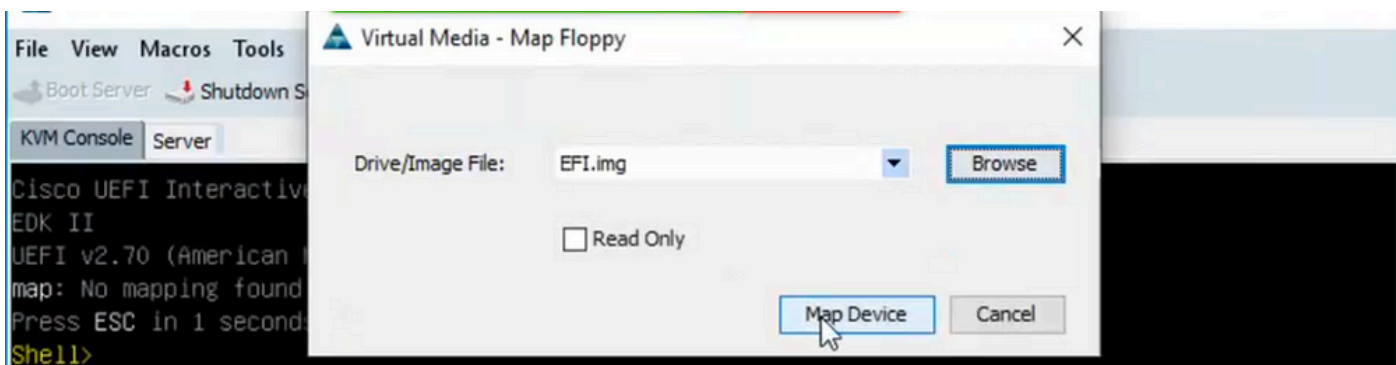 File View Macros Tools
Boot Server Shutdown S
KVM Console Server
Virtual Media - Map Floppy
Drive/Image File: EFI.img Browse
Read Only
Map Device Cancel
Cisco UEFI Interactive
EDK II
UEFI v2.70 (American
map: No mapping found
Press ESC in 1 second
Shell>